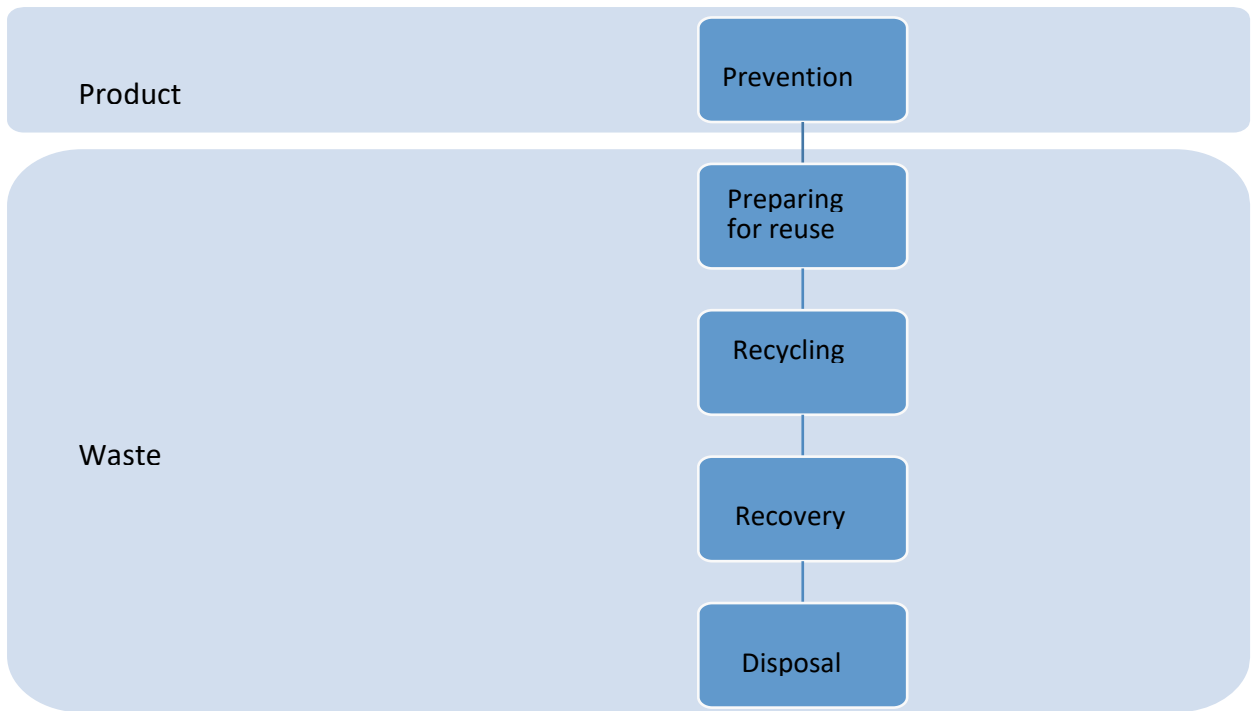 Product
Prevention
Preparing
for reuse
Recycling
Waste
Recovery
Disposal